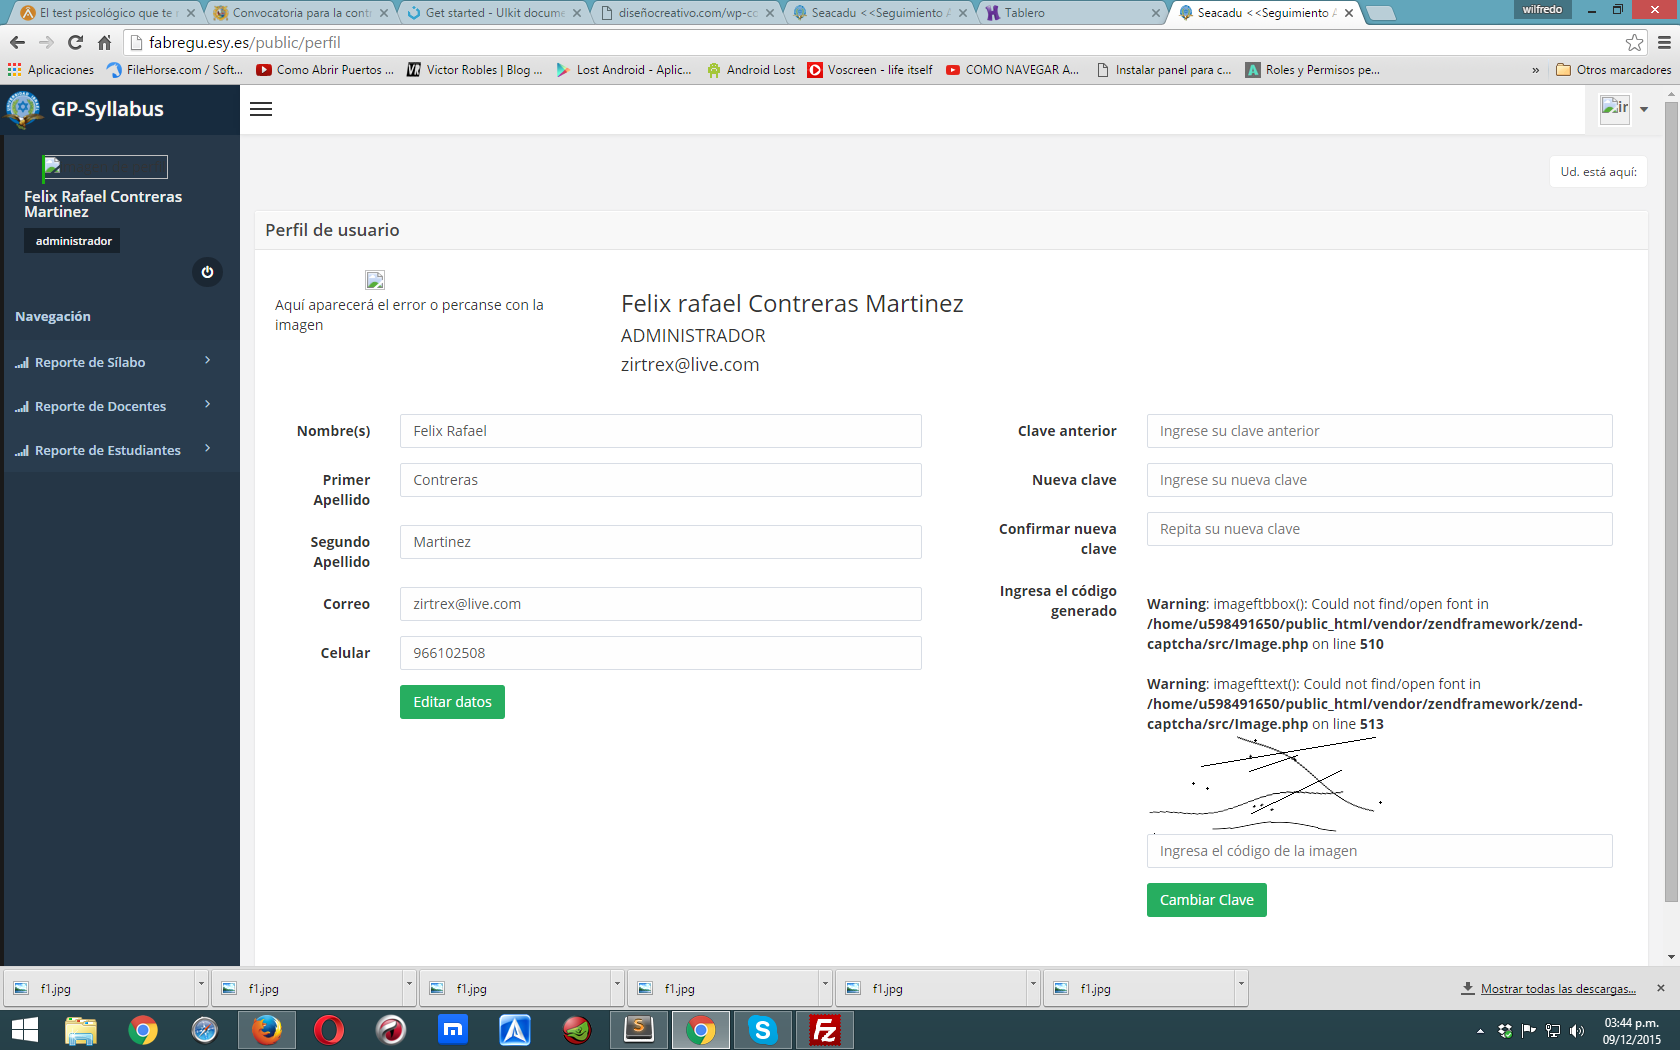 El test psicológico que te
Convocatoria para la cont
Get started - UIkit docume
diseñocreativo.com/wp-cc
Seacadu <<Seguimiento
Tablero
Seacadu <<Seguimiento
wilfredo
fabregu.esy.es/public/perfil
Aplicaciones
FileHorse.com / Soft...
Como Abrir Puertos ...
Victor Robles | Blog ...
Lost Android - Aplic...
Android Lost
Voscreen - life itself
COMO NAVEGAR A...
Instalar panel para c...
Roles y Permisos pe...
»
Otros marcadores
GP-Syllabus
Ud. está aquí:
Felix Rafael Contreras
Martinez
administrador
Navegación
Reporte de Sílabo
Reporte de Docentes
Reporte de Estudiantes
Perfil de usuario
Aquí aparecerá el error o percanse con la
imagen
Felix rafael Contreras Martinez
ADMINISTRADOR
zirtrex@live.com
Nombre(s)
Felix Rafael
Primer
Apellido
Contreras
Segundo
Apellido
Martinez
Correo
zirtrex@live.com
Celular
966102508
Editar datos
Clave anterior
Ingrese su clave anterior
Nueva clave
Ingrese su nueva clave
Confirmar nueva
clave
Repita su nueva clave
Ingresa el código
generado
Warning: imageftbbox(): Could not find/open font in
/home/u598491650/public_html/vendor/zendframework/zend-
captcha/src/Image.php on line 510
Warning: imagefttext(): Could not find/open font in
/home/u598491650/public_html/vendor/zendframework/zend-
captcha/src/Image.php on line 513
Ingresa el código de la imagen
Cambiar Clave
f1.jpg
f1.jpg
f1.jpg
f1.jpg
f1.jpg
f1.jpg
Mostrar todas las descargas...
03:44 p.m.
09/12/2015